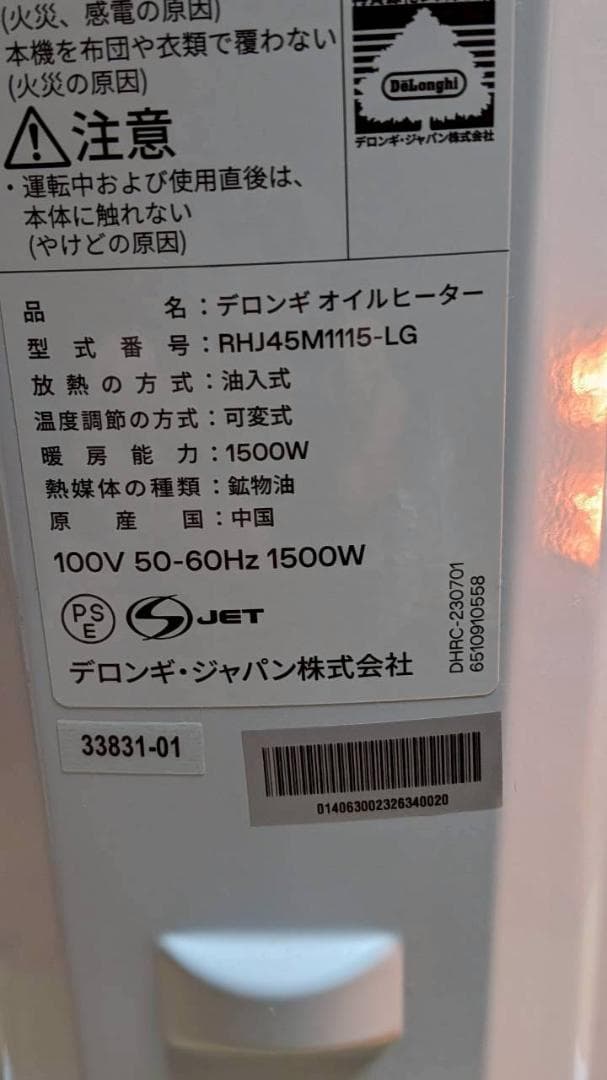 (火災、感電の原因)
本機を布団や衣類で覆わない
(火災の原因)
注意
・運転中および使用直後は、
本体に触れない
(やけどの原因)
DeLonghi
デロンギ・ジャパン株式会社
品名：デロンギ オイルヒーター
型式番号：RHJ45M1115-LG
放熱の方式：油入式
温度調節の方式：可変式
暖房能力：1500W
熱媒体の種類：鉱物油
原産国：中国
100V 50-60Hz 1500W
PSE
S JET
デロンギ・ジャパン株式会社
DHRC-230701
6510910558
33831-01
014063002326340020